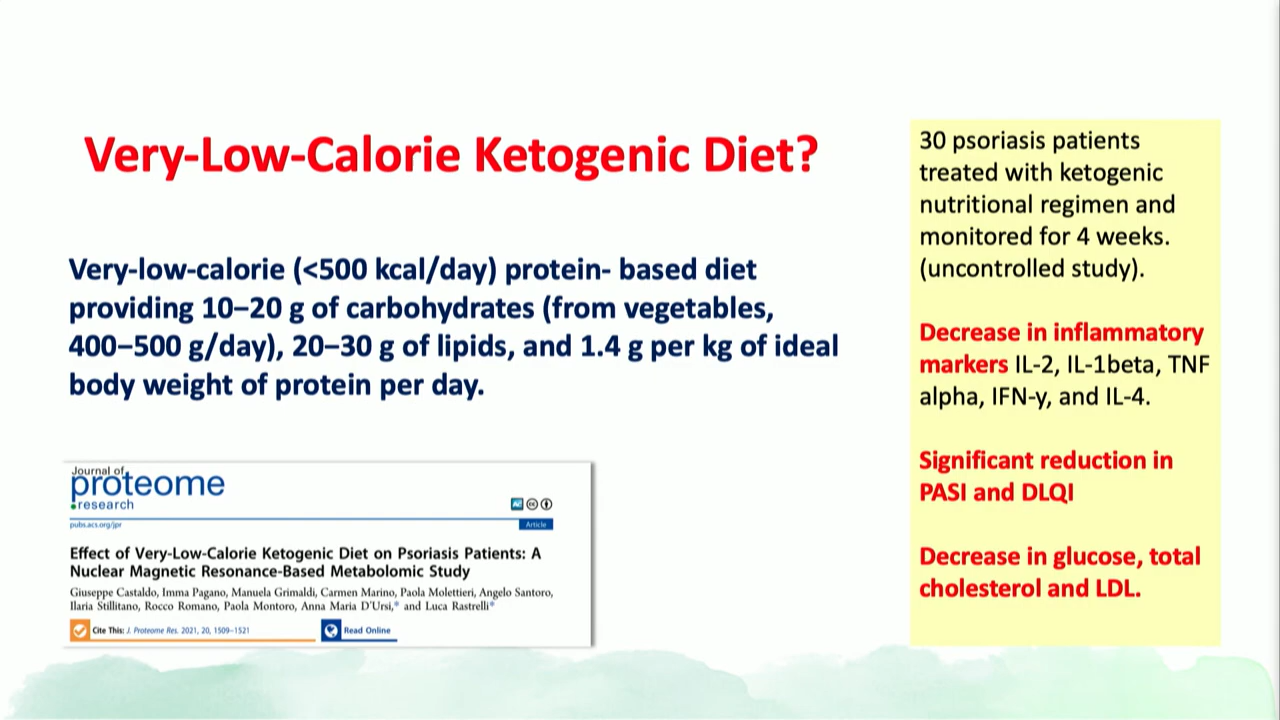 Very-Low-Calorie Ketogenic Diet?
Very-low-calorie (<500 kcal/day) protein- based diet
providing 10–20 g of carbohydrates (from vegetables,
400–500 g/day), 20–30 g of lipids, and 1.4 g per kg of ideal
body weight of protein per day.
Journal of
proteome
research
pubs.acs.org/jpr
Article
Effect of Very-Low-Calorie Ketogenic Diet on Psoriasis Patients: A
Nuclear Magnetic Resonance-Based Metabolomic Study
Giuseppe Castaldo, Imma Pagano, Manuela Grimaldi, Carmen Marino, Paola Molettieri, Angelo Santoro,
Ilaria Stillitano, Rocco Romano, Paola Montoro, Anna Maria D'Ursi,* and Luca Rastrelli*
Cite This: J. Proteome Res. 2021, 20, 1509–1521
Read Online
30 psoriasis patients
treated with ketogenic
nutritional regimen and
monitored for 4 weeks.
(uncontrolled study).
Decrease in inflammatory
markers IL-2, IL-1beta, TNF
alpha, IFN-γ, and IL-4.
Significant reduction in
PASI and DLQI
Decrease in glucose, total
cholesterol and LDL.